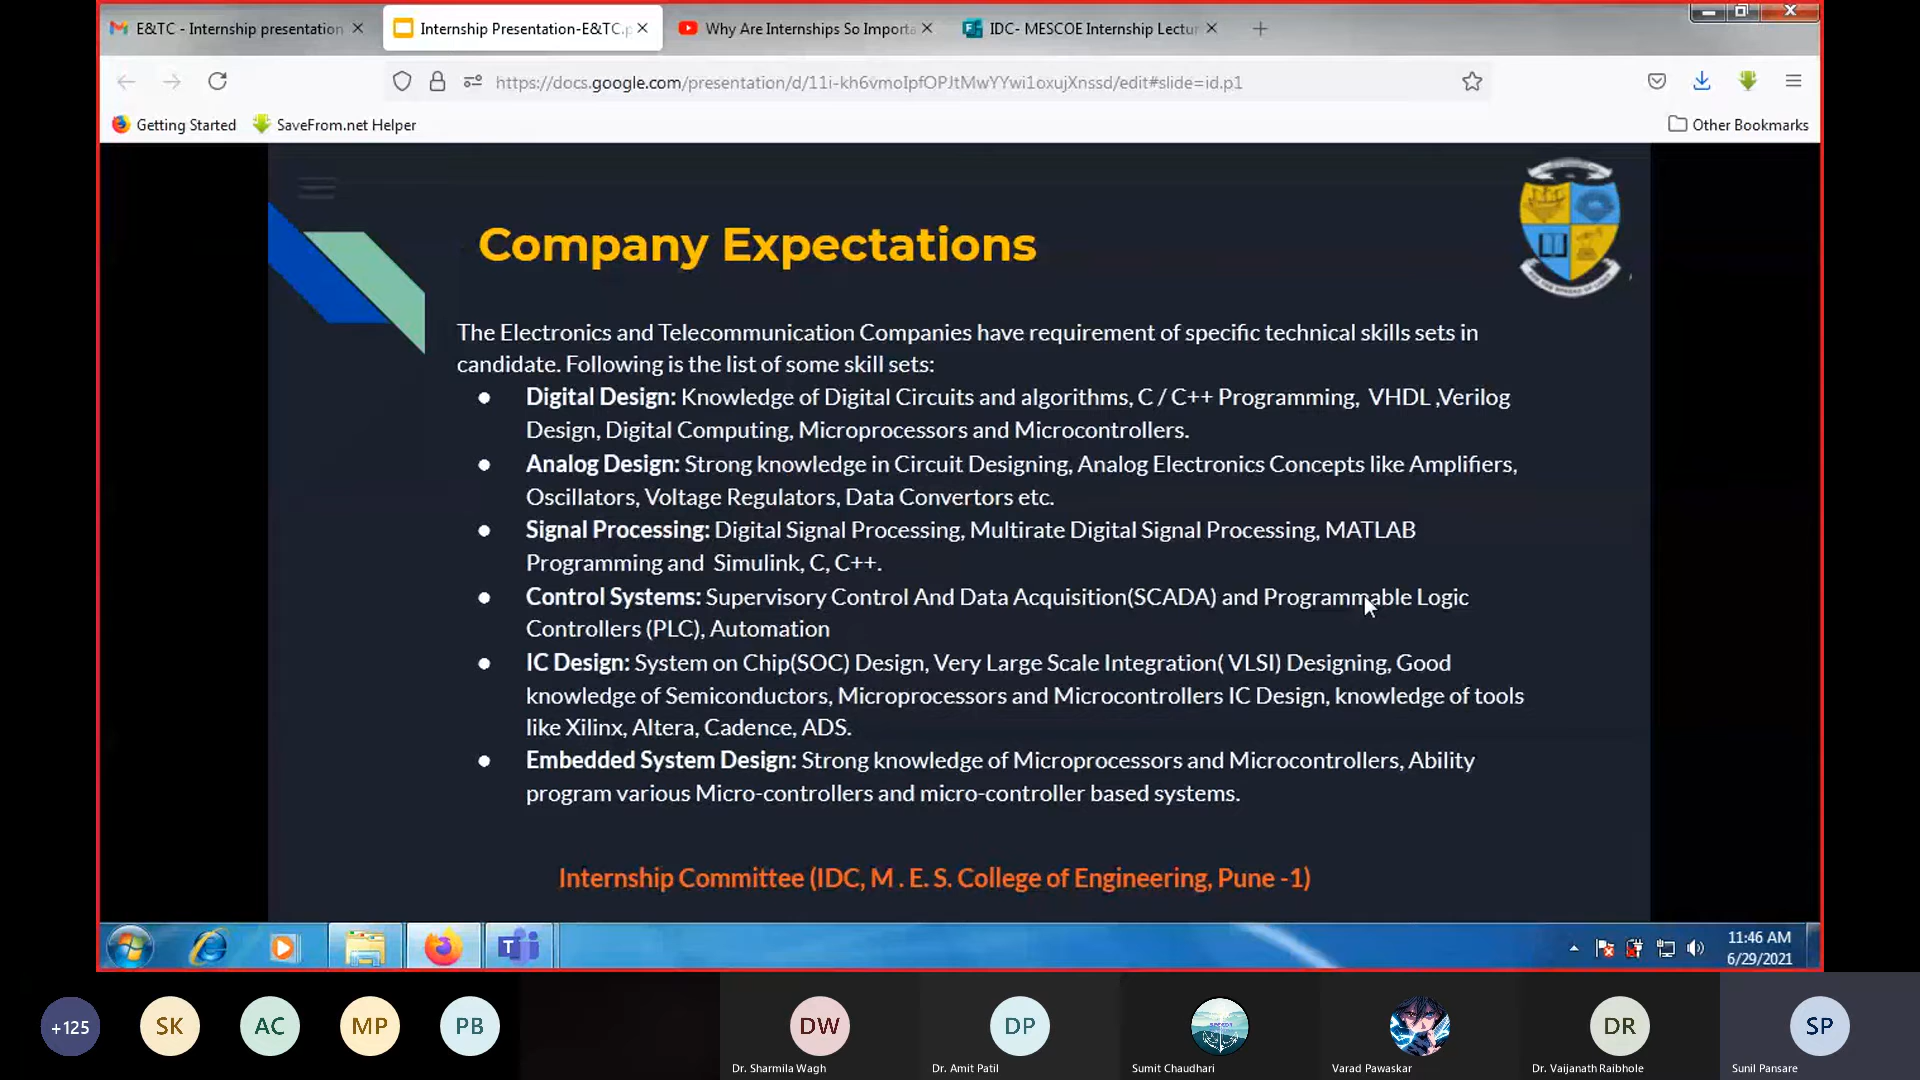 E&TC - Internship presentation
Internship Presentation-E&TC.p
Why Are Internships So Importa
IDC- MESCOE Internship Lectur
https://docs.google.com/presentation/d/11i-kh6vmoIpfOPJtMwYYwi1oxujXnssd/edit#slide=id.p1
Getting Started
SaveFrom.net Helper
Other Bookmarks
Company Expectations
The Electronics and Telecommunication Companies have requirement of specific technical skills sets in
candidate. Following is the list of some skill sets:
● Digital Design: Knowledge of Digital Circuits and algorithms, C / C++ Programming, VHDL ,Verilog
Design, Digital Computing, Microprocessors and Microcontrollers.
● Analog Design: Strong knowledge in Circuit Designing, Analog Electronics Concepts like Amplifiers,
Oscillators, Voltage Regulators, Data Convertors etc.
● Signal Processing: Digital Signal Processing, Multirate Digital Signal Processing, MATLAB
Programming and Simulink, C, C++.
● Control Systems: Supervisory Control And Data Acquisition(SCADA) and Programmable Logic
Controllers (PLC), Automation
● IC Design: System on Chip(SOC) Design, Very Large Scale Integration( VLSI) Designing, Good
knowledge of Semiconductors, Microprocessors and Microcontrollers IC Design, knowledge of tools
like Xilinx, Altera, Cadence, ADS.
● Embedded System Design: Strong knowledge of Microprocessors and Microcontrollers, Ability
program various Micro-controllers and micro-controller based systems.
Internship Committee (IDC, M . E. S. College of Engineering, Pune -1)
11:46 AM
6/29/2021
+125
SK
AC
MP
PB
DW
DP
DR
SP
Dr. Sharmila Wagh
Dr. Amit Patil
Sumit Chaudhari
Varad Pawaskar
Dr. Vaijanath Raibhole
Sunil Pansare